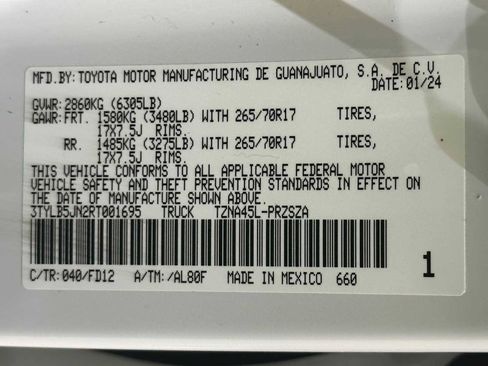 MFD.BY:TOYOTA MOTOR MANUFACTURING DE GUANAJUATO, S.A. DE C.V.
DATE:01/24
GVWR:2860KG (6305LB)
GAWR:FRT. 1580KG (3480LB) WITH 265/70R17 TIRES,
17X7.5J RIMS.
RR. 1485KG (3275LB) WITH 265/70R17 TIRES,
17X7.5J RIMS.
THIS VEHICLE CONFORMS TO ALL APPLICABLE FEDERAL MOTOR
VEHICLE SAFETY AND THEFT PREVENTION STANDARDS IN EFFECT ON
THE DATE OF MANUFACTURE SHOWN ABOVE.
3TYLB5JN2RT001695 TRUCK TZNA45L-PRZSZA
C/TR:040/FD12 A/TM:/AL80F MADE IN MEXICO 660 1